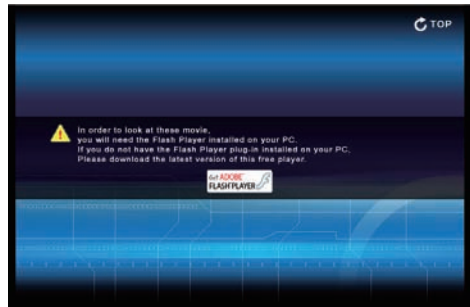 TOP
In order to look at these movie,
you will need the Flash Player installed on your PC.
If you do not have the Flash Player plug-in installed on your PC,
Please download the latest version of this free player.
Get ADOBE
FLASH PLAYER